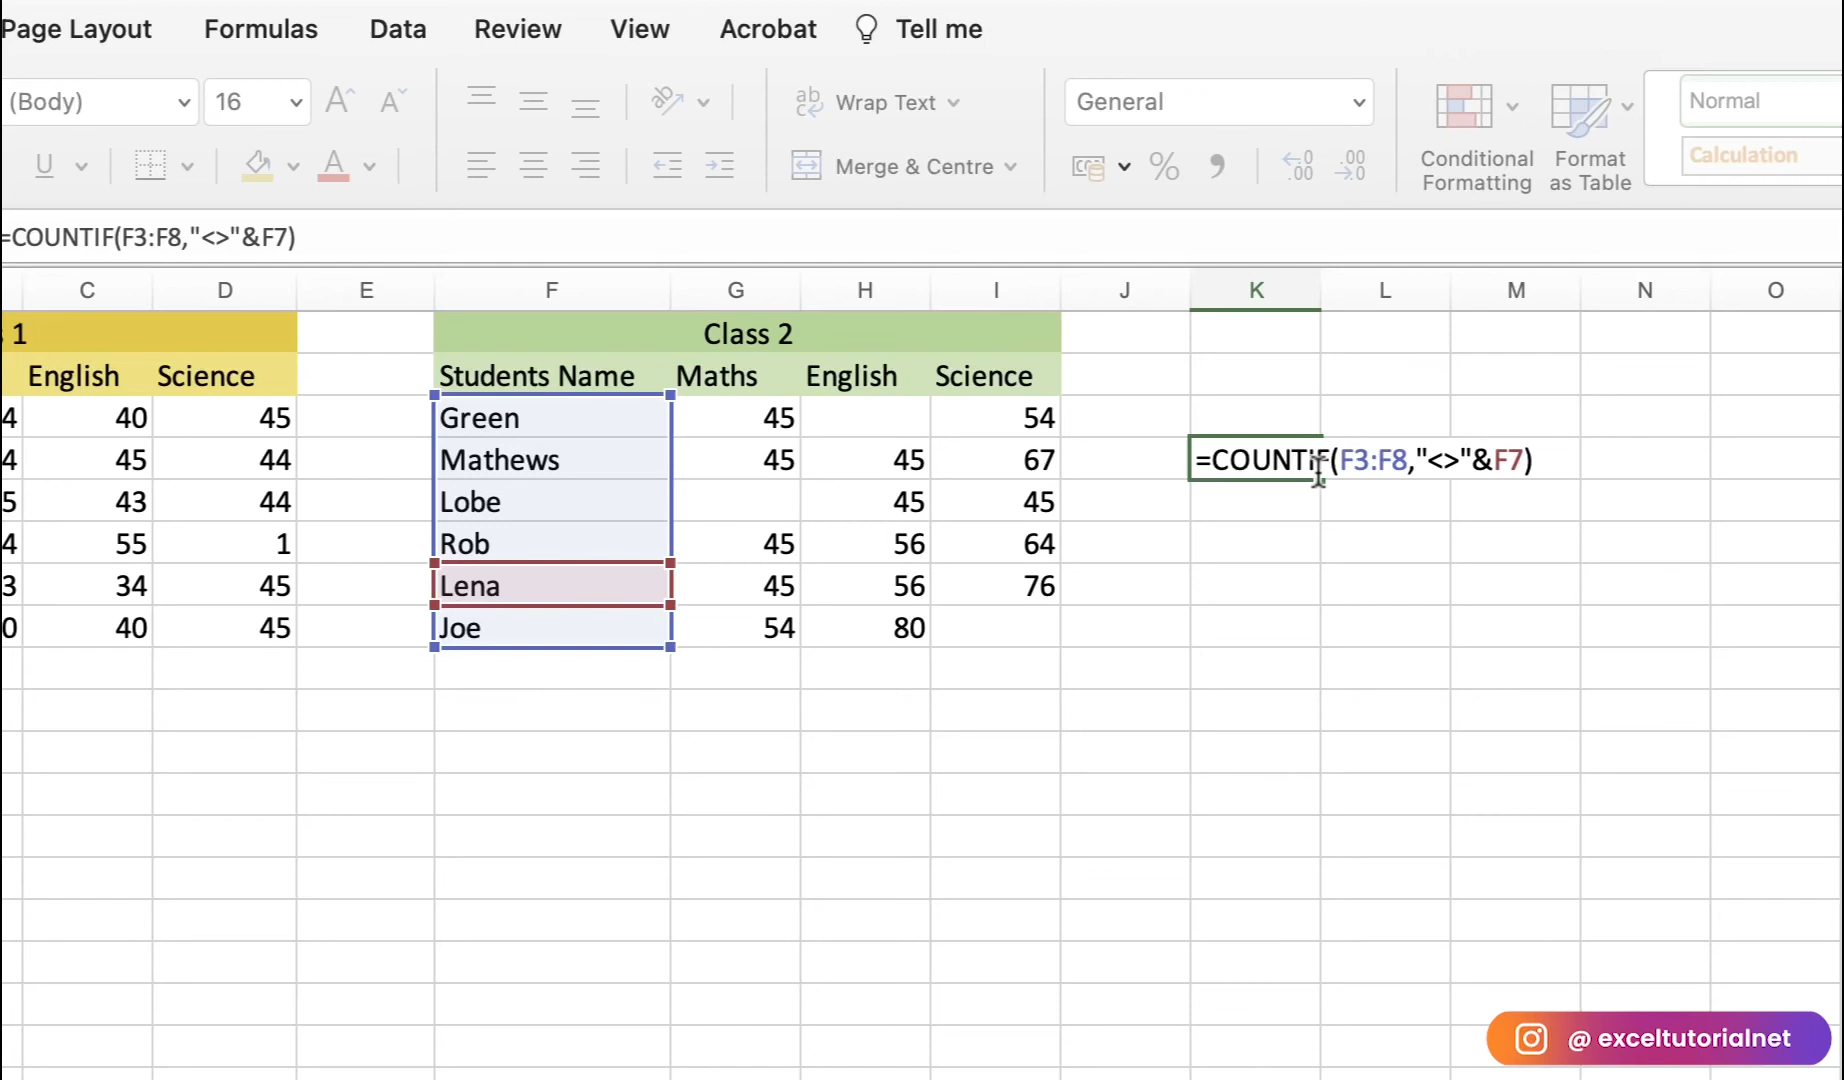 Page Layout Formulas Data Review View Acrobat Tell me
(Body) 16 A A ab Wrap Text General Normal
U A Merge & Centre % Conditional Formatting Format as Table Calculation
=COUNTIF(F3:F8,"<>"&F7)
C D E F G H I J K L M N O
1 Class 2
English Science Students Name Maths English Science
4 40 45 Green 45 54
4 45 44 Mathews 45 45 67 =COUNTIF(F3:F8,"<>"&F7)
5 43 44 Lobe 45 45
4 55 1 Rob 45 56 64
3 34 45 Lena 45 56 76
0 40 45 Joe 54 80
@ exceltutorialnet